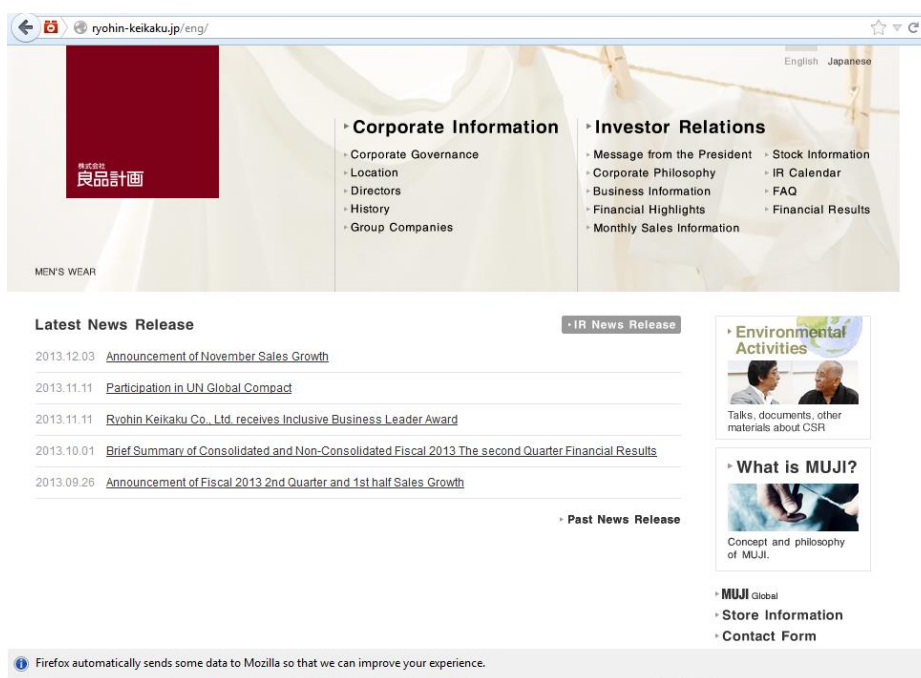 ryohin-keikaku.jp/eng/
English Japanese
株式会社
良品計画
Corporate Information
Corporate Governance
Location
Directors
History
Group Companies
Investor Relations
Message from the President
Corporate Philosophy
Business Information
Financial Highlights
Monthly Sales Information
Stock Information
IR Calendar
FAQ
Financial Results
MEN'S WEAR
Latest News Release
IR News Release
2013.12.03 Announcement of November Sales Growth
2013.11.11 Participation in UN Global Compact
2013.11.11 Ryohin Keikaku Co., Ltd. receives Inclusive Business Leader Award
2013.10.01 Brief Summary of Consolidated and Non-Consolidated Fiscal 2013 The second Quarter Financial Results
2013.09.26 Announcement of Fiscal 2013 2nd Quarter and 1st half Sales Growth
Past News Release
Environmental
Activities
Talks, documents, other
materials about CSR
What is MUJI?
Concept and philosophy
of MUJI.
MUJI Global
Store Information
Contact Form
Firefox automatically sends some data to Mozilla so that we can improve your experience.